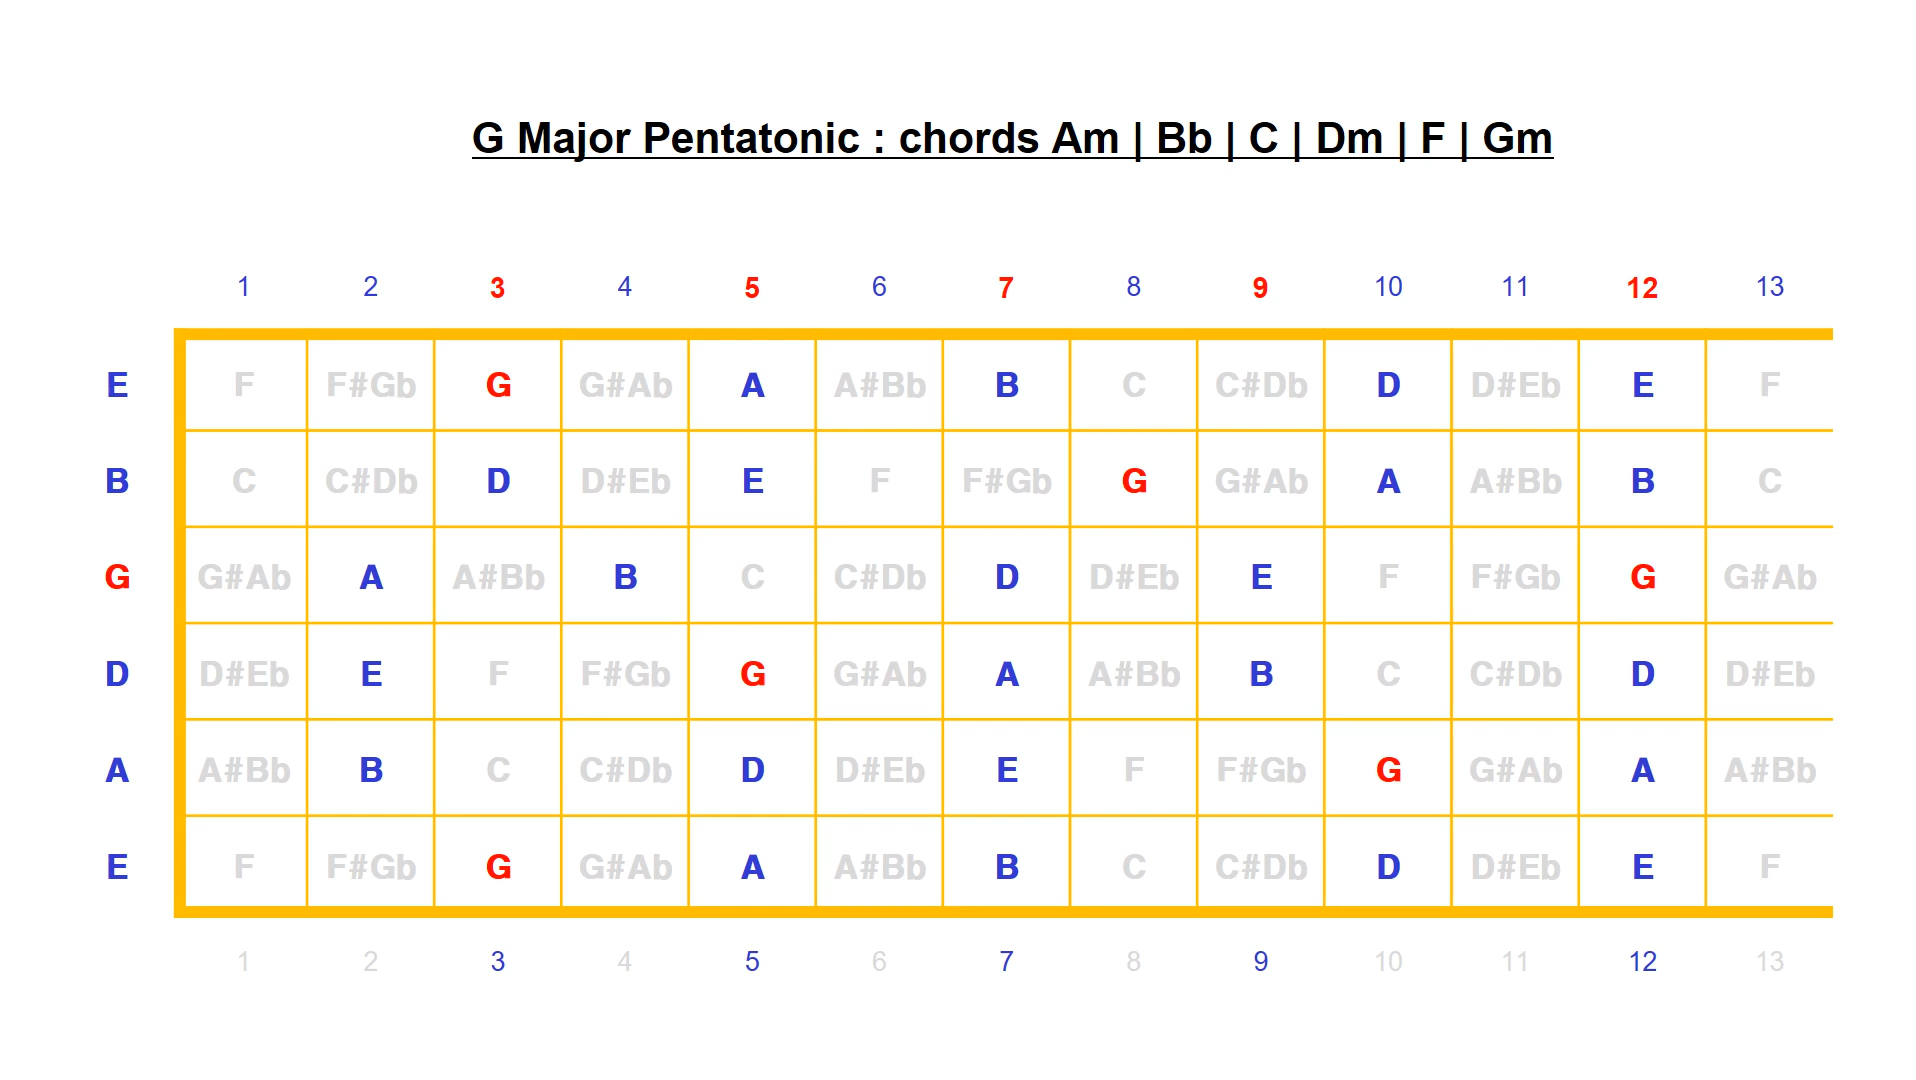 G Major Pentatonic : chords Am | Bb | C | Dm | F | Gm
1 2 3 4 5 6 7 8 9 10 11 12 13
E F F#Gb G G#Ab A A#Bb B C C#Db D D#Eb E F
B C C#Db D D#Eb E F F#Gb G G#Ab A A#Bb B C
G G#Ab A A#Bb B C C#Db D D#Eb E F F#Gb G G#Ab
D D#Eb E F F#Gb G G#Ab A A#Bb B C C#Db D D#Eb
A A#Bb B C C#Db D D#Eb E F F#Gb G G#Ab A A#Bb
E F F#Gb G G#Ab A A#Bb B C C#Db D D#Eb E F
1 2 3 4 5 6 7 8 9 10 11 12 13